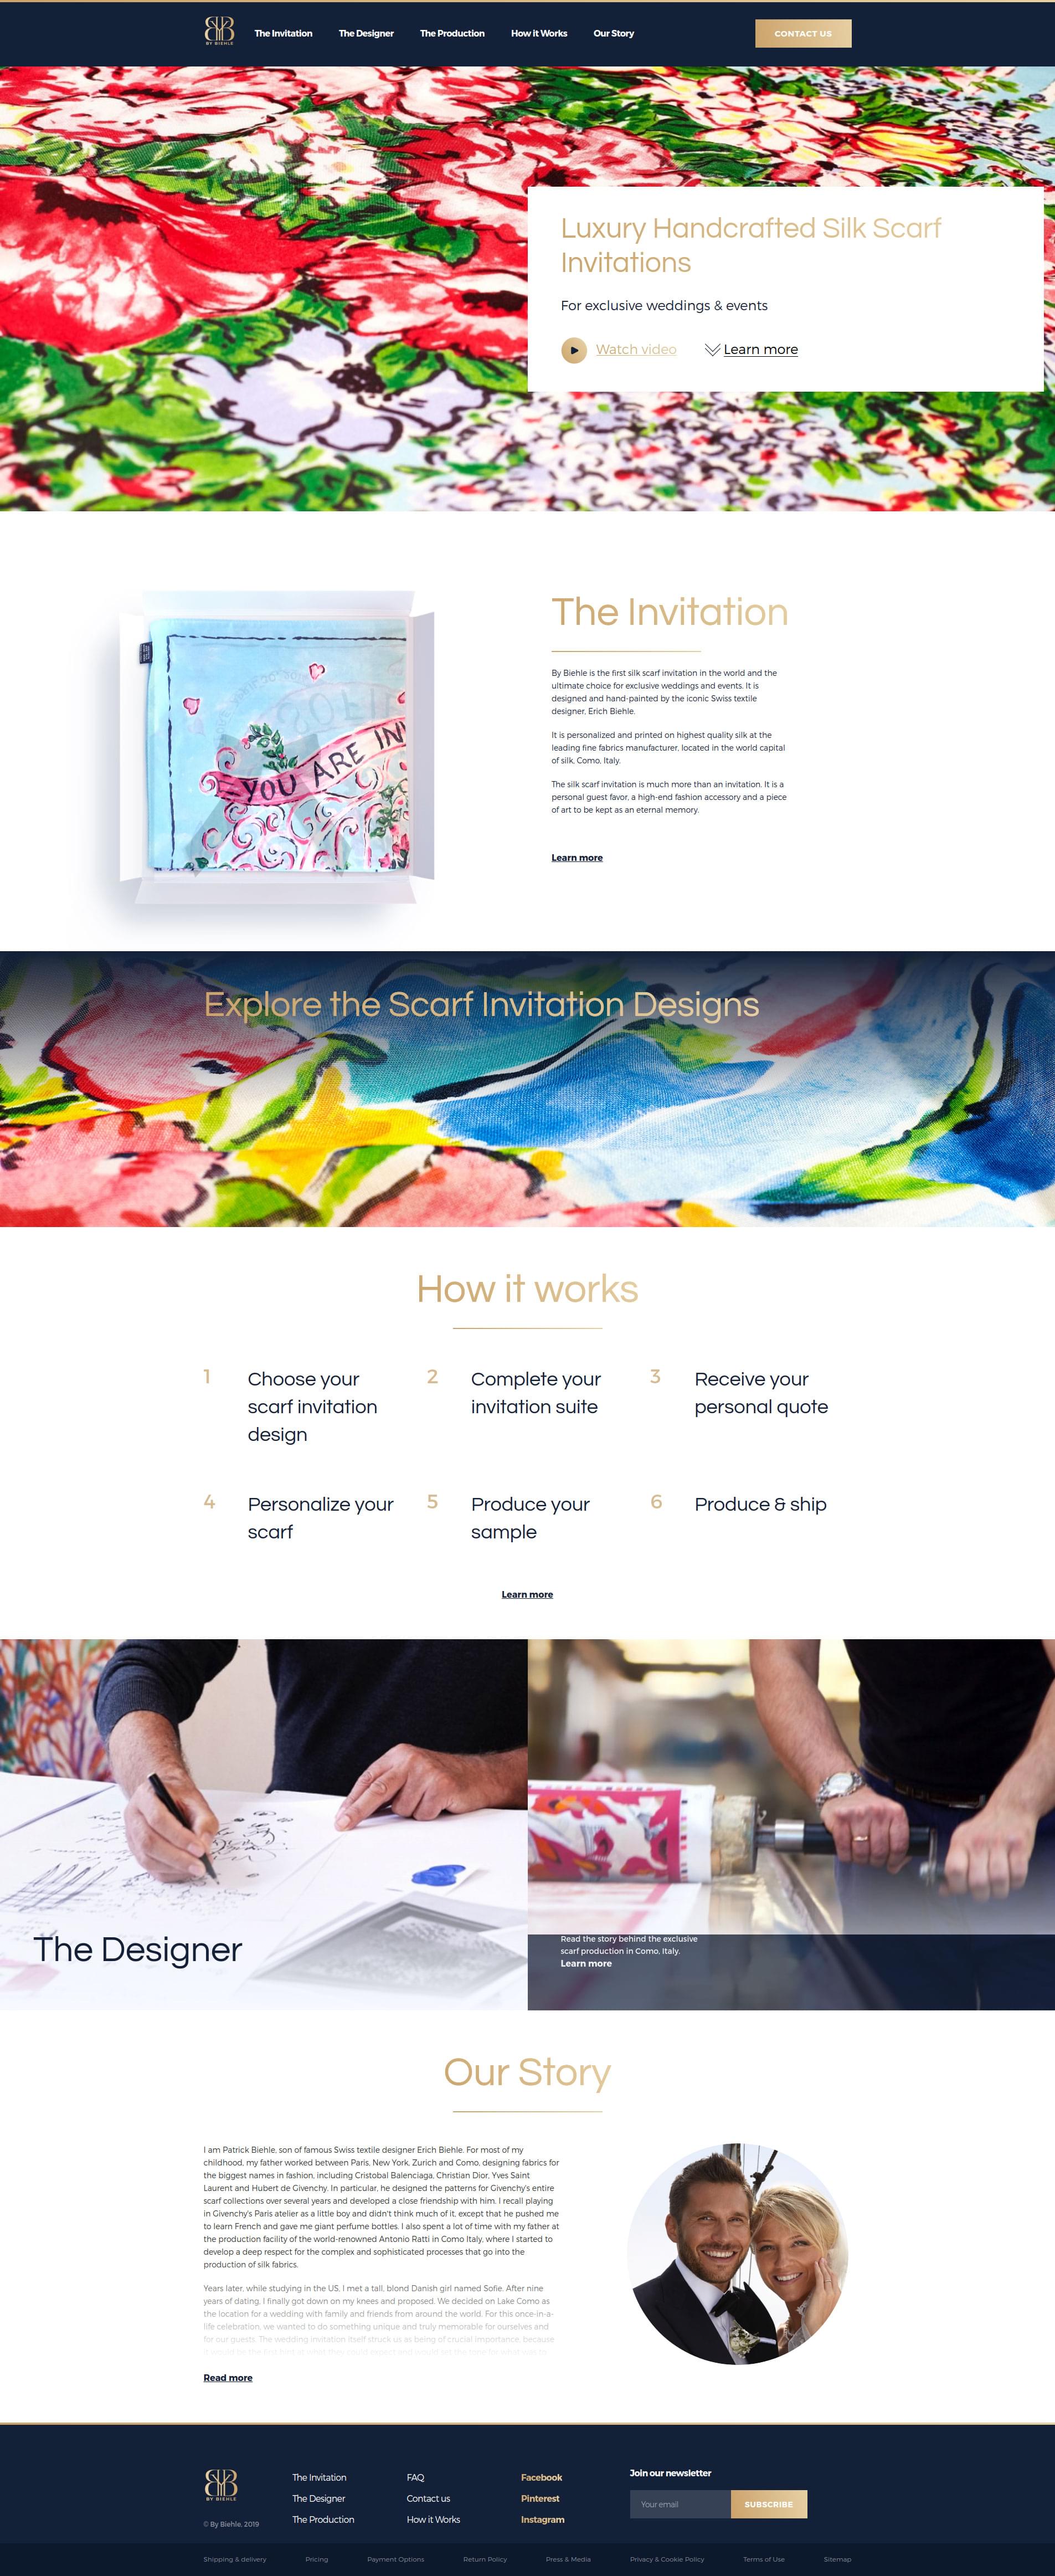 BY BIEHLE
The Invitation
The Designer
The Production
How it Works
Our Story
CONTACT US
Luxury Handcrafted Silk Scarf
Invitations
For exclusive weddings & events
Watch video
Learn more
The Invitation
YOU ARE IN
By Biehle is the first silk scarf invitation in the world and the
ultimate choice for exclusive weddings and events. It is
designed and hand-painted by the iconic Swiss textile
designer, Erich Biehle.
It is personalized and printed on highest quality silk at the
leading fine fabrics manufacturer, located in the world capital
of silk, Como, Italy.
The silk scarf invitation is much more than an invitation. It is a
personal guest favor, a high-end fashion accessory and a piece
of art to be kept as an eternal memory.
Learn more
Explore the Scarf Invitation Designs
How it works
1
Choose your
scarf invitation
design
2
Complete your
invitation suite
3
Receive your
personal quote
4
Personalize your
scarf
5
Produce your
sample
6
Produce & ship
Learn more
The Designer
Read the story behind the exclusive
scarf production in Como, Italy.
Learn more
Our Story
I am Patrick Biehle, son of famous Swiss textile designer Erich Biehle. For most of my
childhood, my father worked between Paris, New York, Zurich and Como, designing fabrics for
the biggest names in fashion, including Cristobal Balenciaga, Christian Dior, Yves Saint
Laurent and Hubert de Givenchy. In particular, he designed the patterns for Givenchy's entire
scarf collections over several years and developed a close friendship with him. I recall playing
in Givenchy's Paris atelier as a little boy and didn't think much of it, except that he pushed me
to learn French and gave me giant perfume bottles. I also spent a lot of time with my father at
the production facility of the world-renowned Antonio Ratti in Como Italy, where I started to
develop a deep respect for the complex and sophisticated processes that go into the
production of silk fabrics.
Years later, while studying in the US, I met a tall, blond Danish girl named Sofie. After nine
years of dating, I finally got down on my knees and proposed. We decided on Lake Como as
the location for a wedding with family and friends from around the world. For this once-in-a-
life celebration, we wanted to do something unique and truly memorable for ourselves and
for our guests. The wedding invitation itself struck us as being of crucial importance, because
Read more
BY BIEHLE
© By Biehle, 2019
The Invitation
The Designer
The Production
FAQ
Contact us
How it Works
Facebook
Pinterest
Instagram
Join our newsletter
Your email
SUBSCRIBE
Shipping & delivery
Pricing
Payment Options
Return Policy
Press & Media
Privacy & Cookie Policy
Terms of Use
Sitemap